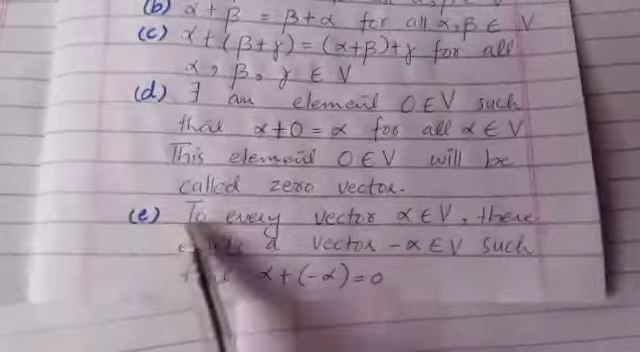 (b) α + β = β + α for all α, β ∈ V
(c) α + (β + γ) = (α + β) + γ for all
α, β, γ ∈ V
(d) ∃ an element 0 ∈ V such
that α + 0 = α for all α ∈ V
This element 0 ∈ V will be
called zero vector.
(e) To every vector α ∈ V, there
a vector -α ∈ V such
α + (-α) = 0